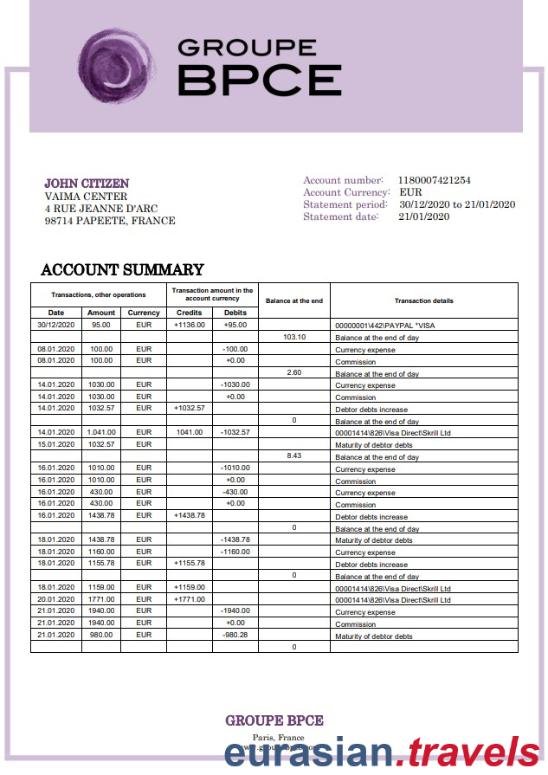 GROUPE
BPCE
JOHN CITIZEN
VAIMA CENTER
4 RUE JEANNE D'ARC
98714 PAPEETE, FRANCE
Account number: 1180007421254
Account Currency: EUR
Statement period: 30/12/2020 to 21/01/2020
Statement date: 21/01/2020
ACCOUNT SUMMARY
Transactions, other operations Transaction amount in the account currency Balance at the end Transaction details
Date Amount Currency Credits Debits
30/12/2020 95.00 EUR +1136.00 +95.00 00000001\442\PAYPAL *VISA
103.10 Balance at the end of day
08.01.2020 100.00 EUR -100.00 Currency expense
08.01.2020 100.00 EUR +0.00 Commission
2.60 Balance at the end of day
14.01.2020 1030.00 EUR -1030.00 Currency expense
14.01.2020 1030.00 EUR +0.00 Commission
14.01.2020 1032.57 EUR +1032.57 Debtor debts increase
0 Balance at the end of day
14.01.2020 1.041.00 EUR 1041.00 -1032.57 00001414\826\Visa Direct\Skrill Ltd
15.01.2020 1032.57 EUR Maturity of debtor debts
8.43 Balance at the end of day
16.01.2020 1010.00 EUR -1010.00 Currency expense
16.01.2020 1010.00 EUR +0.00 Commission
16.01.2020 430.00 EUR -430.00 Currency expense
16.01.2020 430.00 EUR +0.00 Commission
16.01.2020 1438.78 EUR +1438.78 Debtor debts increase
0 Balance at the end of day
18.01.2020 1438.78 EUR -1438.78 Maturity of debtor debts
18.01.2020 1160.00 EUR -1160.00 Currency expense
18.01.2020 1155.78 EUR +1155.78 Debtor debts increase
0 Balance at the end of day
18.01.2020 1159.00 EUR +1159.00 00001414\826\Visa Direct\Skrill Ltd
20.01.2020 1771.00 EUR +1771.00 00001414\826\Visa Direct\Skrill Ltd
21.01.2020 1940.00 EUR -1940.00 Currency expense
21.01.2020 1940.00 EUR +0.00 Commission
21.01.2020 980.00 EUR -980.28 Maturity of debtor debts
0
GROUPE BPCE
Paris, France
eurasian.travels